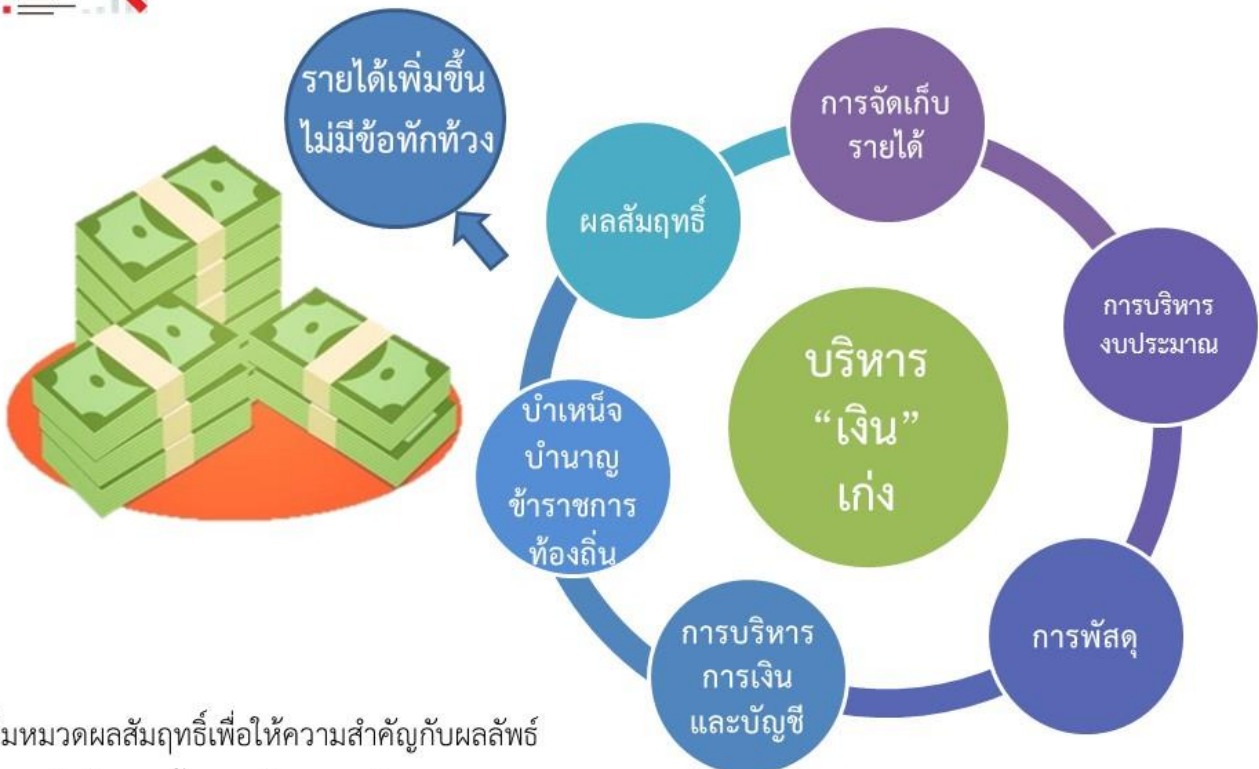 รายได้เพิ่มขึ้น
ไม่มีข้อทักท้วง
ผลสัมฤทธิ์
การจัดเก็บ
รายได้
การบริหาร
งบประมาณ
การพัสดุ
การบริหาร
การเงิน
และบัญชี
บำเหน็จ
บำนาญ
ข้าราชการ
ท้องถิ่น
บริหาร
“เงิน”
เก่ง
มหมวดผลสัมฤทธิ์เพื่อให้ความสำคัญกับผลลัพธ์